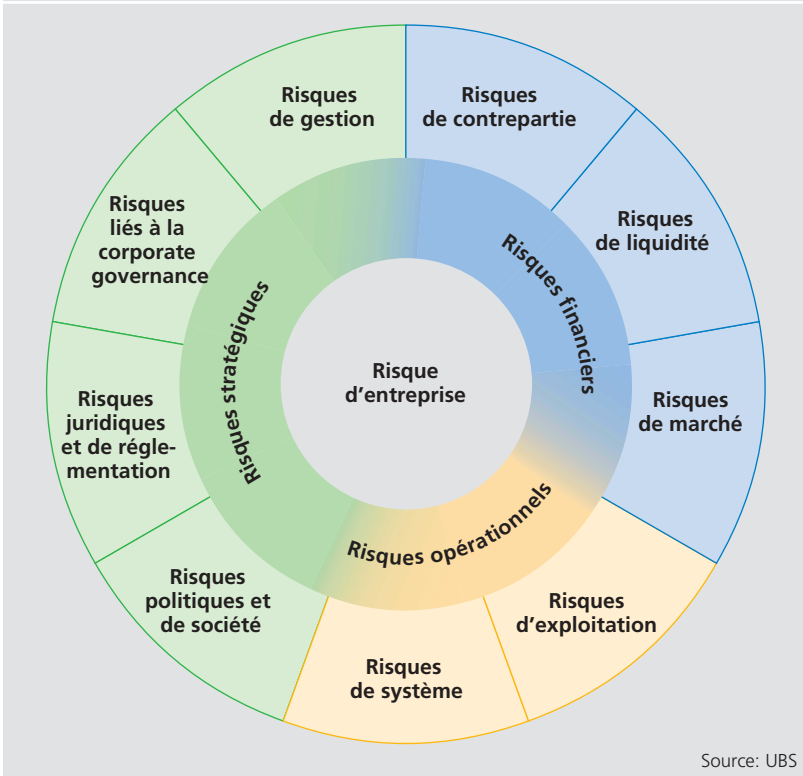 Risques
de gestion
Risques
de contrepartie
Risques
liés à la
corporate
governance
Risques
de liquidité
Risques stratégiques
Risques financiers
Risque
d’entreprise
Risques
juridiques
et de régle-
mentation
Risques
de marché
Risques opérationnels
Risques
politiques et
de société
Risques
d’exploitation
Risques
de système
Source: UBS